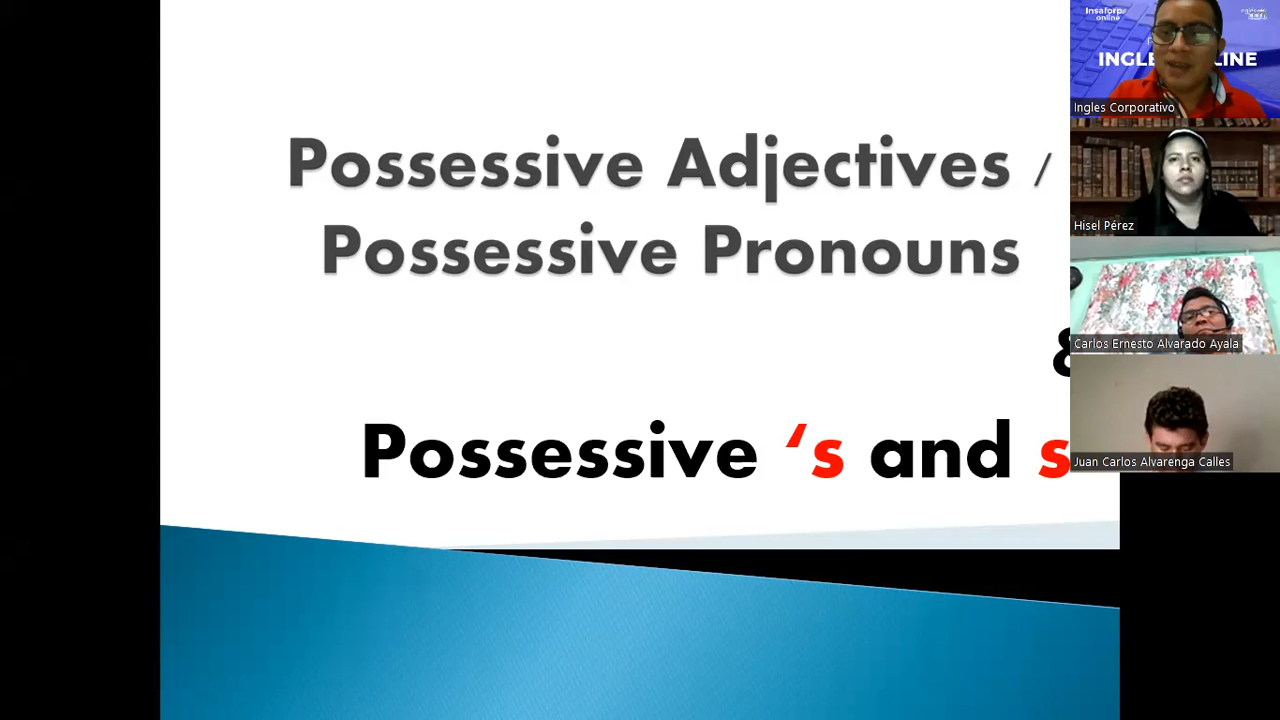 Possessive Adjectives /
Possessive Pronouns
&
Possessive ‘s and s
Insaforp
online
INGLE LINE
Ingles Corporativo
Hisel Pérez
Carlos Ernesto Alvarado Ayala
Juan Carlos Alvarenga Calles